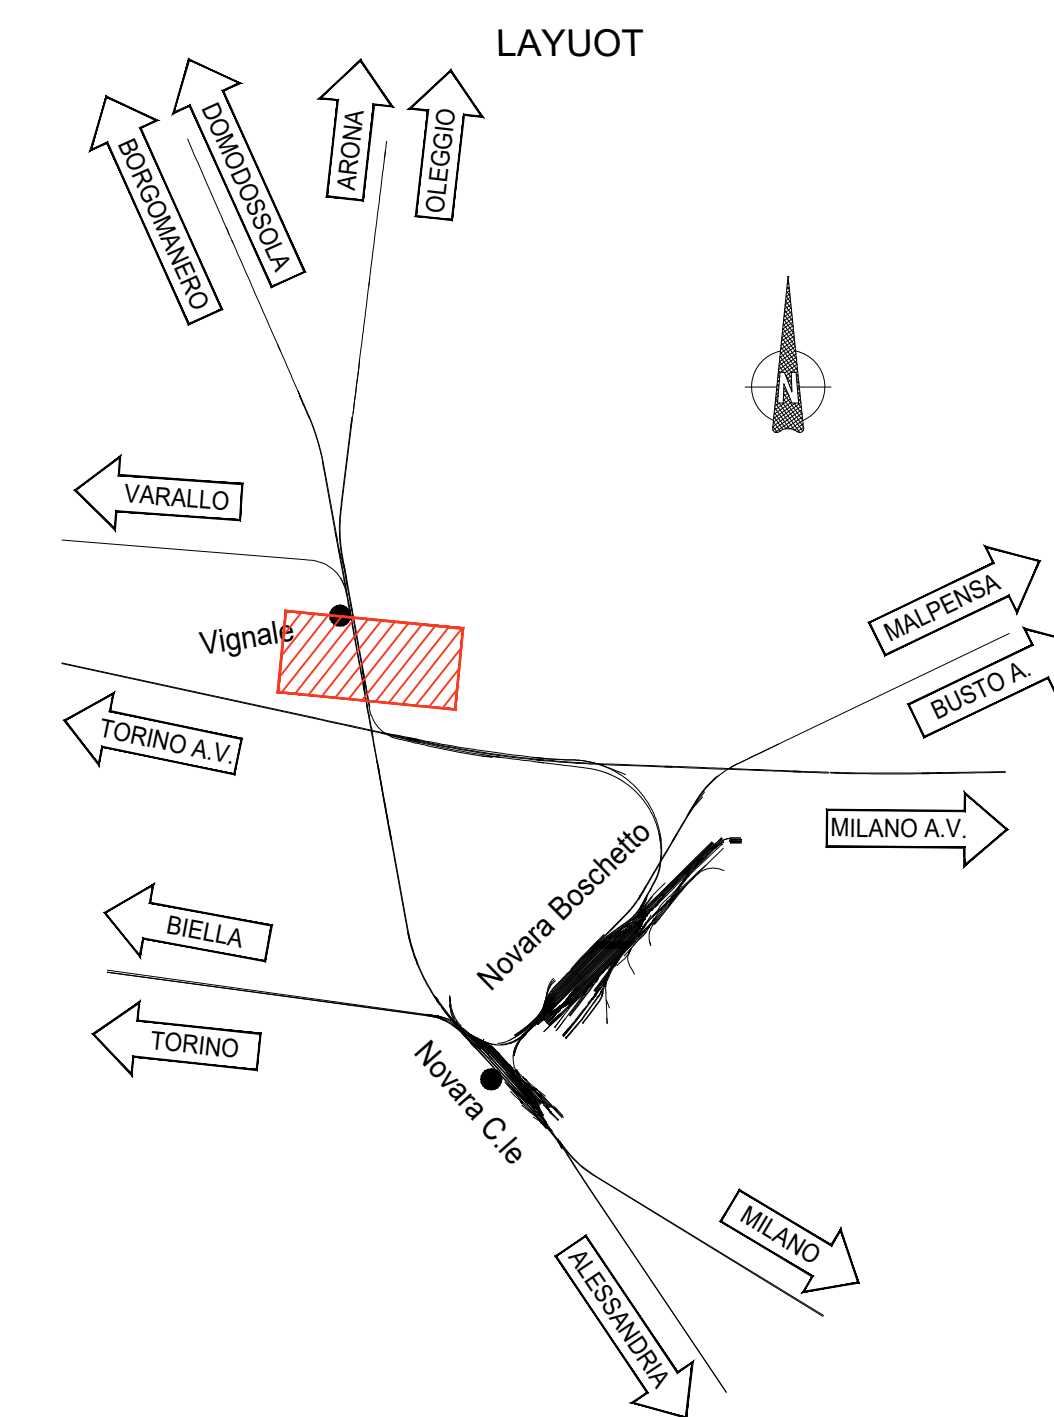 LAYUOT
BORGOMANERO
DOMODOSSOLA
ARONA
OLEGGIO
N
VARALLO
MALPENSA
BUSTO A.
Vignale
TORINO A.V.
MILANO A.V.
Novara Boschetto
BIELLA
TORINO
Novara C.le
MILANO
ALESSANDRIA